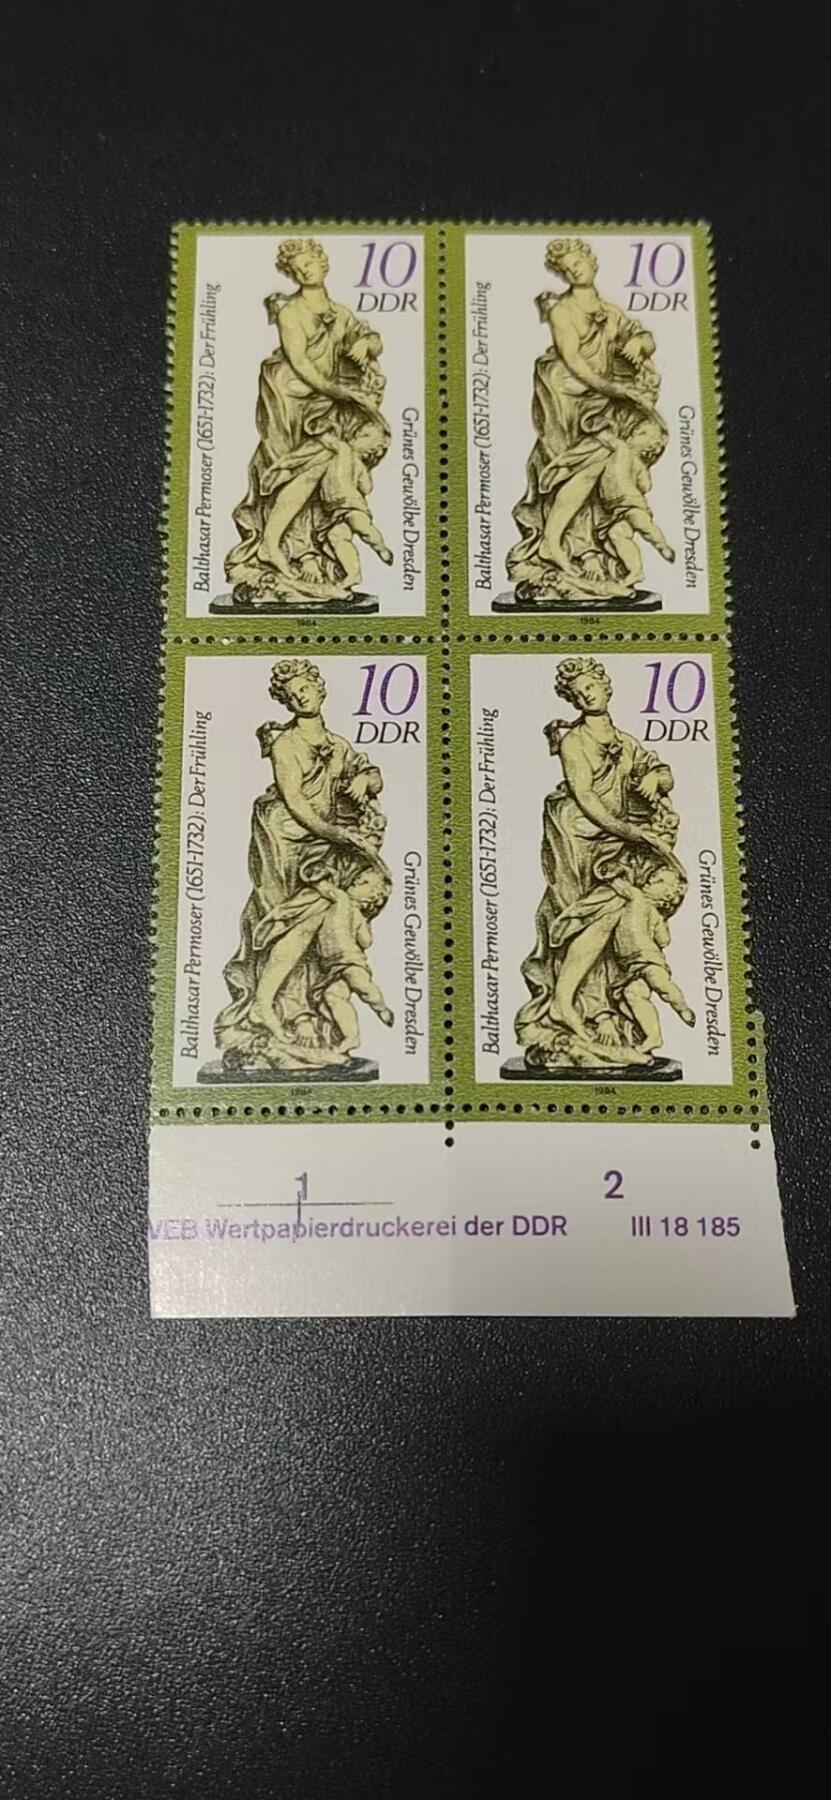 10
DDR
Balthasar Permoser (1651-1732): Der Frühling
Grünes Gewölbe Dresden
1984
10
DDR
Balthasar Permoser (1651-1732): Der Frühling
Grünes Gewölbe Dresden
1984
10
DDR
Balthasar Permoser (1651-1732): Der Frühling
Grünes Gewölbe Dresden
1984
10
DDR
Balthasar Permoser (1651-1732): Der Frühling
Grünes Gewölbe Dresden
1984
1
2
VEB Wertpapierdruckerei der DDR III 18 185